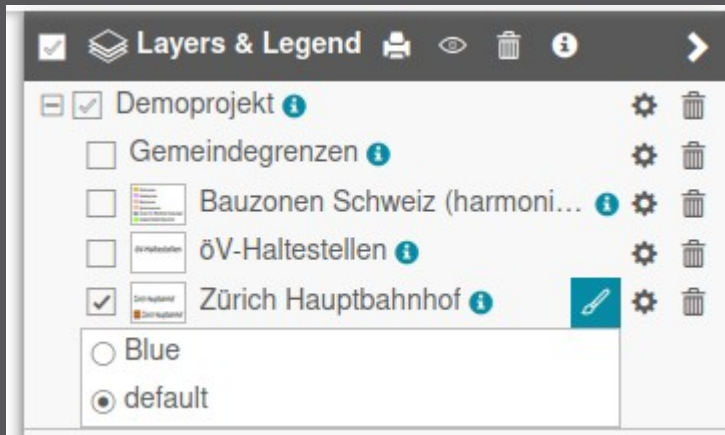 Layers & Legend
Demoprojekt
Gemeindegrenzen
Bauzonen Schweiz (harmoni...
öV-Haltestellen
Zürich Hauptbahnhof
Blue
default